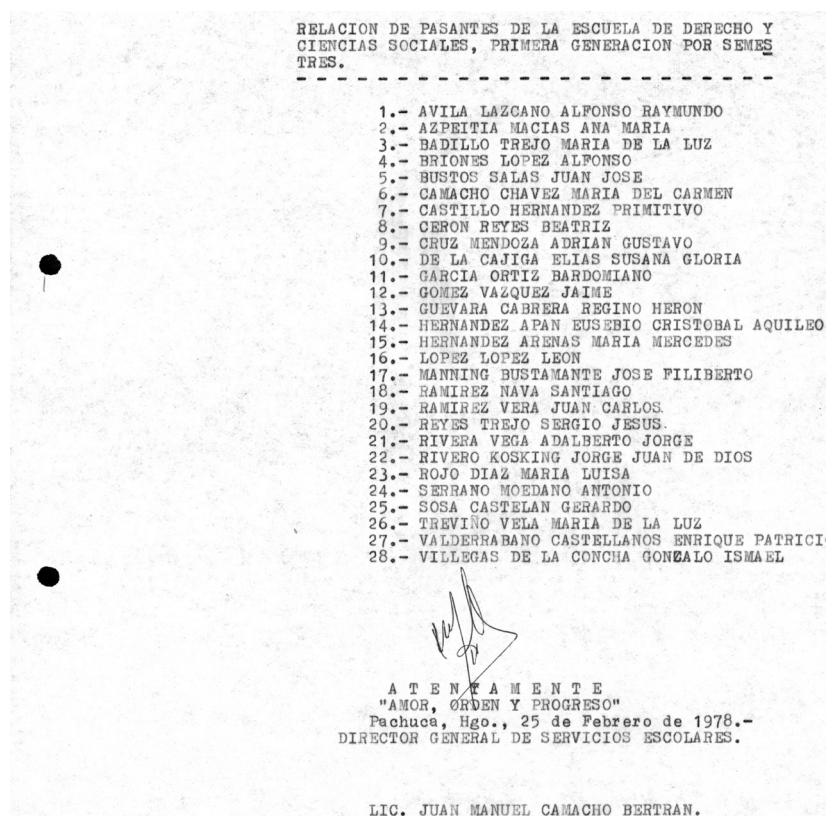 RELACION DE PASANTES DE LA ESCUELA DE DERECHO Y
CIENCIAS SOCIALES, PRIMERA GENERACION POR SEMES
TRES.
- - - - - - - - - - - - - - - - - - - - - - - - - - - -
1.- AVILA LAZCANO ALFONSO RAYMUNDO
2.- AZPEITIA MACIAS ANA MARIA
3.- BADILLO TREJO MARIA DE LA LUZ
4.- BRIONES LOPEZ ALFONSO
5.- BUSTOS SALAS JUAN JOSE
6.- CAMACHO CHAVEZ MARIA DEL CARMEN
7.- CASTILLO HERNANDEZ PRIMITIVO
8.- CERON REYES BEATRIZ
9.- CRUZ MENDOZA ADRIAN GUSTAVO
10.- DE LA CAJIGA ELIAS SUSANA GLORIA
11.- GARCIA ORTIZ BARDOMIANO
12.- GOMEZ VAZQUEZ JAIME
13.- GUEVARA CABRERA REGINO HERON
14.- HERNANDEZ APAN EUSEBIO CRISTOBAL AQUILEO
15.- HERNANDEZ ARENAS MARIA MERCEDES
16.- LOPEZ LOPEZ LEON
17.- MANNING BUSTAMANTE JOSE FILIBERTO
18.- RAMIREZ NAVA SANTIAGO
19.- RAMIREZ VERA JUAN CARLOS.
20.- REYES TREJO SERGIO JESUS.
21.- RIVERA VEGA ADALBERTO JORGE
22.- RIVERO KOSKING JORGE JUAN DE DIOS
23.- ROJO DIAZ MARIA LUISA
24.- SERRANO MOEDANO ANTONIO
25.- SOSA CASTELAN GERARDO
26.- TREVIÑO VELA MARIA DE LA LUZ
27.- VALDERRABANO CASTELLANOS ENRIQUE PATRICI
28.- VILLEGAS DE LA CONCHA GONZALO ISMAEL
A T E N T A M E N T E
"AMOR, ORDEN Y PROGRESO"
Pachuca, Hgo., 25 de Febrero de 1978.-
DIRECTOR GENERAL DE SERVICIOS ESCOLARES.
LIC. JUAN MANUEL CAMACHO BERTRAN.